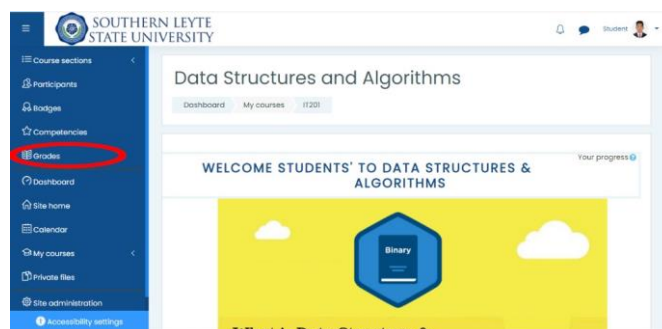 SOUTHERN LEYTE
STATE UNIVERSITY
Student
Course sections
Participants
Badges
Competencies
Grades
Dashboard
Site home
Calendar
My courses
Private files
Site administration
Accessibility settings
Data Structures and Algorithms
Dashboard My courses IT201
Your progress
WELCOME STUDENTS' TO DATA STRUCTURES &
ALGORITHMS
Binary